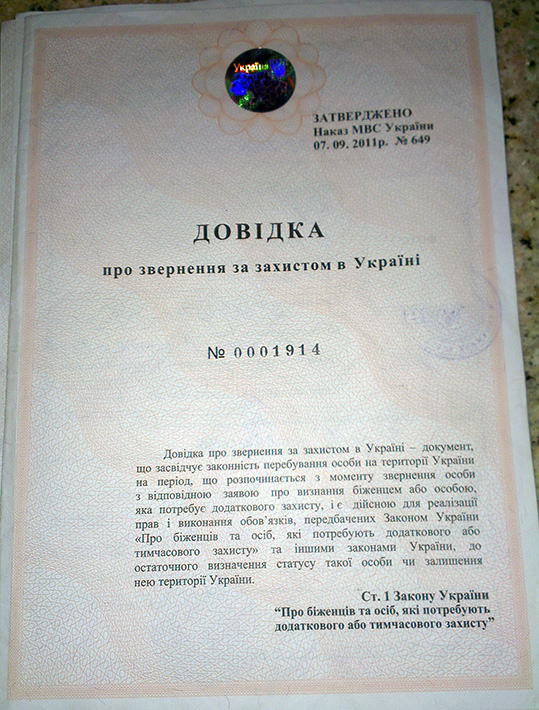 Україна
ЗАТВЕРДЖЕНО
Наказ МВС України
07. 09. 2011р. № 649
ДОВІДКА
про звернення за захистом в Україні
№ 0001914
Довідка про звернення за захистом в Україні – документ,
що засвідчує законність перебування особи на території України
на період, що розпочинається з моменту звернення особи
з відповідною заявою про визнання біженцем або особою,
яка потребує додаткового захисту, і є дійсною для реалізації
прав і виконання обов’язків, передбачених Законом України
«Про біженців та осіб, які потребують додаткового або
тимчасового захисту» та іншими законами України, до
остаточного визначення статусу такої особи чи залишення
нею території України.
Ст. 1 Закону України
“Про біженців та осіб, які потребують
додаткового або тимчасового захисту”